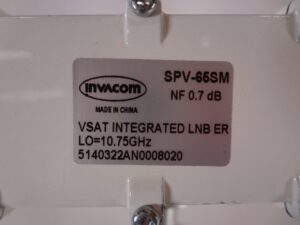 INVACOM
SPV-65SM
NF 0.7 dB
MADE IN CHINA
VSAT INTEGRATED LNB ER
LO=10.75GHz
5140322AN0008020